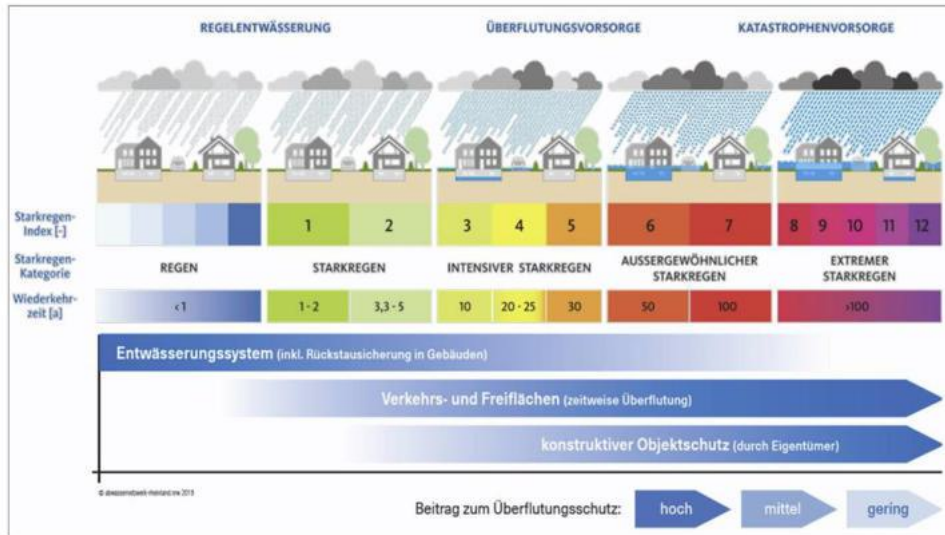 REGELENTWÄSSERUNG
ÜBERFLUTUNGSVORSORGE
KATASTROPHENVORSORGE
Starkregen-
Index [-]
1
2
3
4
5
6
7
8
9
10
11
12
Starkregen-
Kategorie
REGEN
STARKREGEN
INTENSIVER STARKREGEN
AUSSERGEWÖHNLICHER
STARKREGEN
EXTREMER
STARKREGEN
Wiederkehr-
zeit [a]
<1
1 - 2
3,3 - 5
10
20 - 25
30
50
100
>100
Entwässerungssystem (inkl. Rückstausicherung in Gebäuden)
Verkehrs- und Freiflächen (zeitweise Überflutung)
konstruktiver Objektschutz (durch Eigentümer)
Beitrag zum Überflutungsschutz:
hoch
mittel
gering